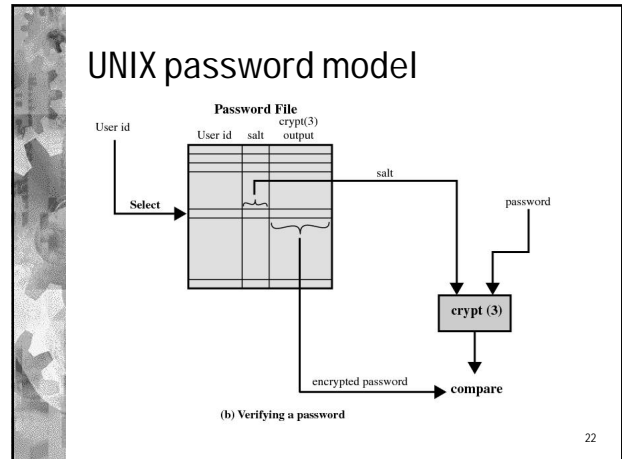 UNIX password model
Password File
User id
User id salt crypt(3) output
salt
password
Select
crypt (3)
encrypted password
compare
(b) Verifying a password
22